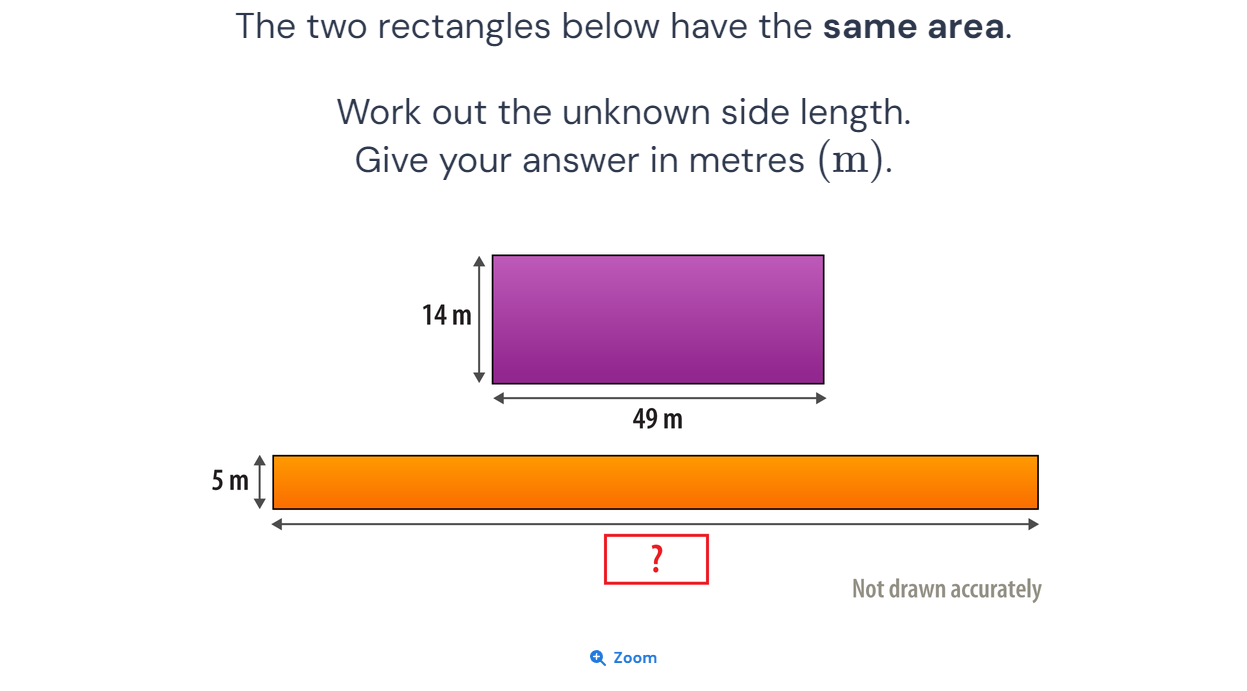 The two rectangles below have the same area.
Work out the unknown side length.
Give your answer in metres (m).
14 m
49 m
5 m
?
Not drawn accurately
Zoom